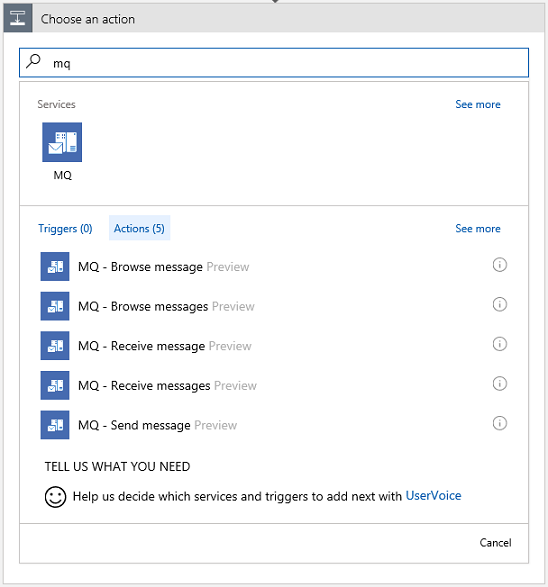 Choose an action
mq
Services
See more
MQ
Triggers (0)
Actions (5)
See more
MQ - Browse message Preview
MQ - Browse messages Preview
MQ - Receive message Preview
MQ - Receive messages Preview
MQ - Send message Preview
TELL US WHAT YOU NEED
Help us decide which services and triggers to add next with UserVoice
Cancel